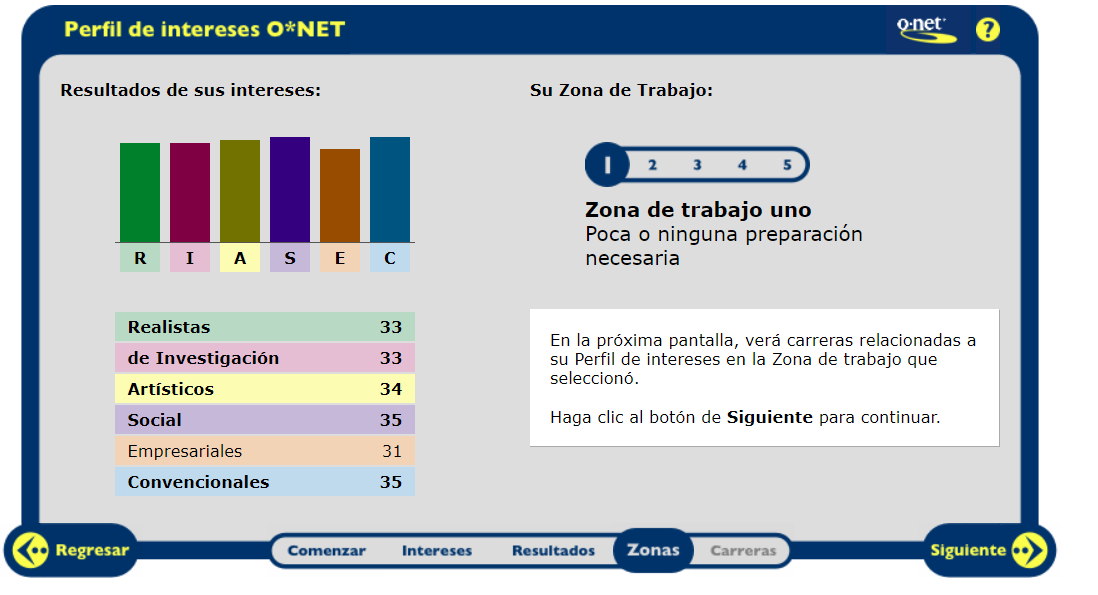 Perfil de intereses O*NET
o·net
?
Resultados de sus intereses:
R I A S E C
Realistas 33
de Investigación 33
Artísticos 34
Social 35
Empresariales 31
Convencionales 35
Su Zona de Trabajo:
1 2 3 4 5
Zona de trabajo uno
Poca o ninguna preparación
necesaria
En la próxima pantalla, verá carreras relacionadas a
su Perfil de intereses en la Zona de trabajo que
seleccionó.
Haga clic al botón de Siguiente para continuar.
Regresar
Comenzar Intereses Resultados Zonas Carreras
Siguiente